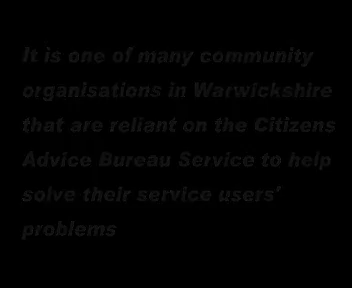 It is one of many community
organisations in Warwickshire
that are reliant on the Citizens
Advice Bureau Service to help
solve their service users'
problems